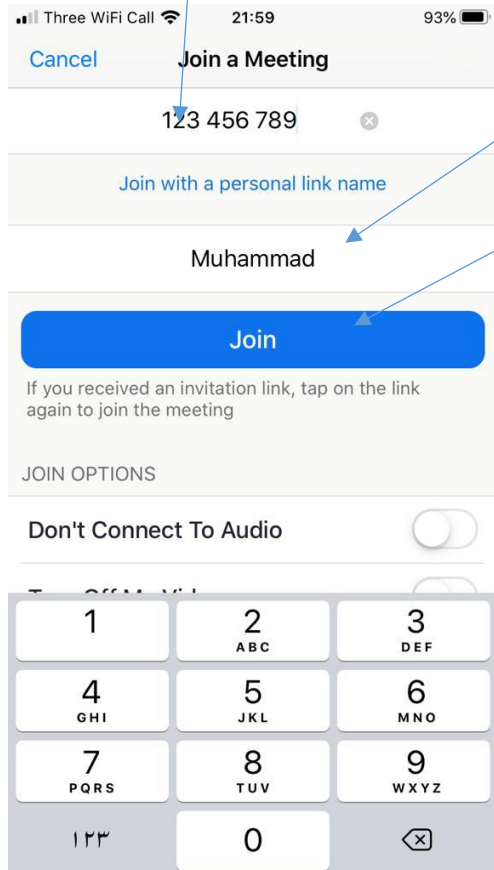 Three WiFi Call 21:59 93%
Cancel Join a Meeting
123 456 789
Join with a personal link name
Muhammad
Join
If you received an invitation link, tap on the link
again to join the meeting
JOIN OPTIONS
Don't Connect To Audio
1 2 3
ABC DEF
4 5 6
GHI JKL MNO
7 8 9
PQRS TUV WXYZ
١٢٣ 0